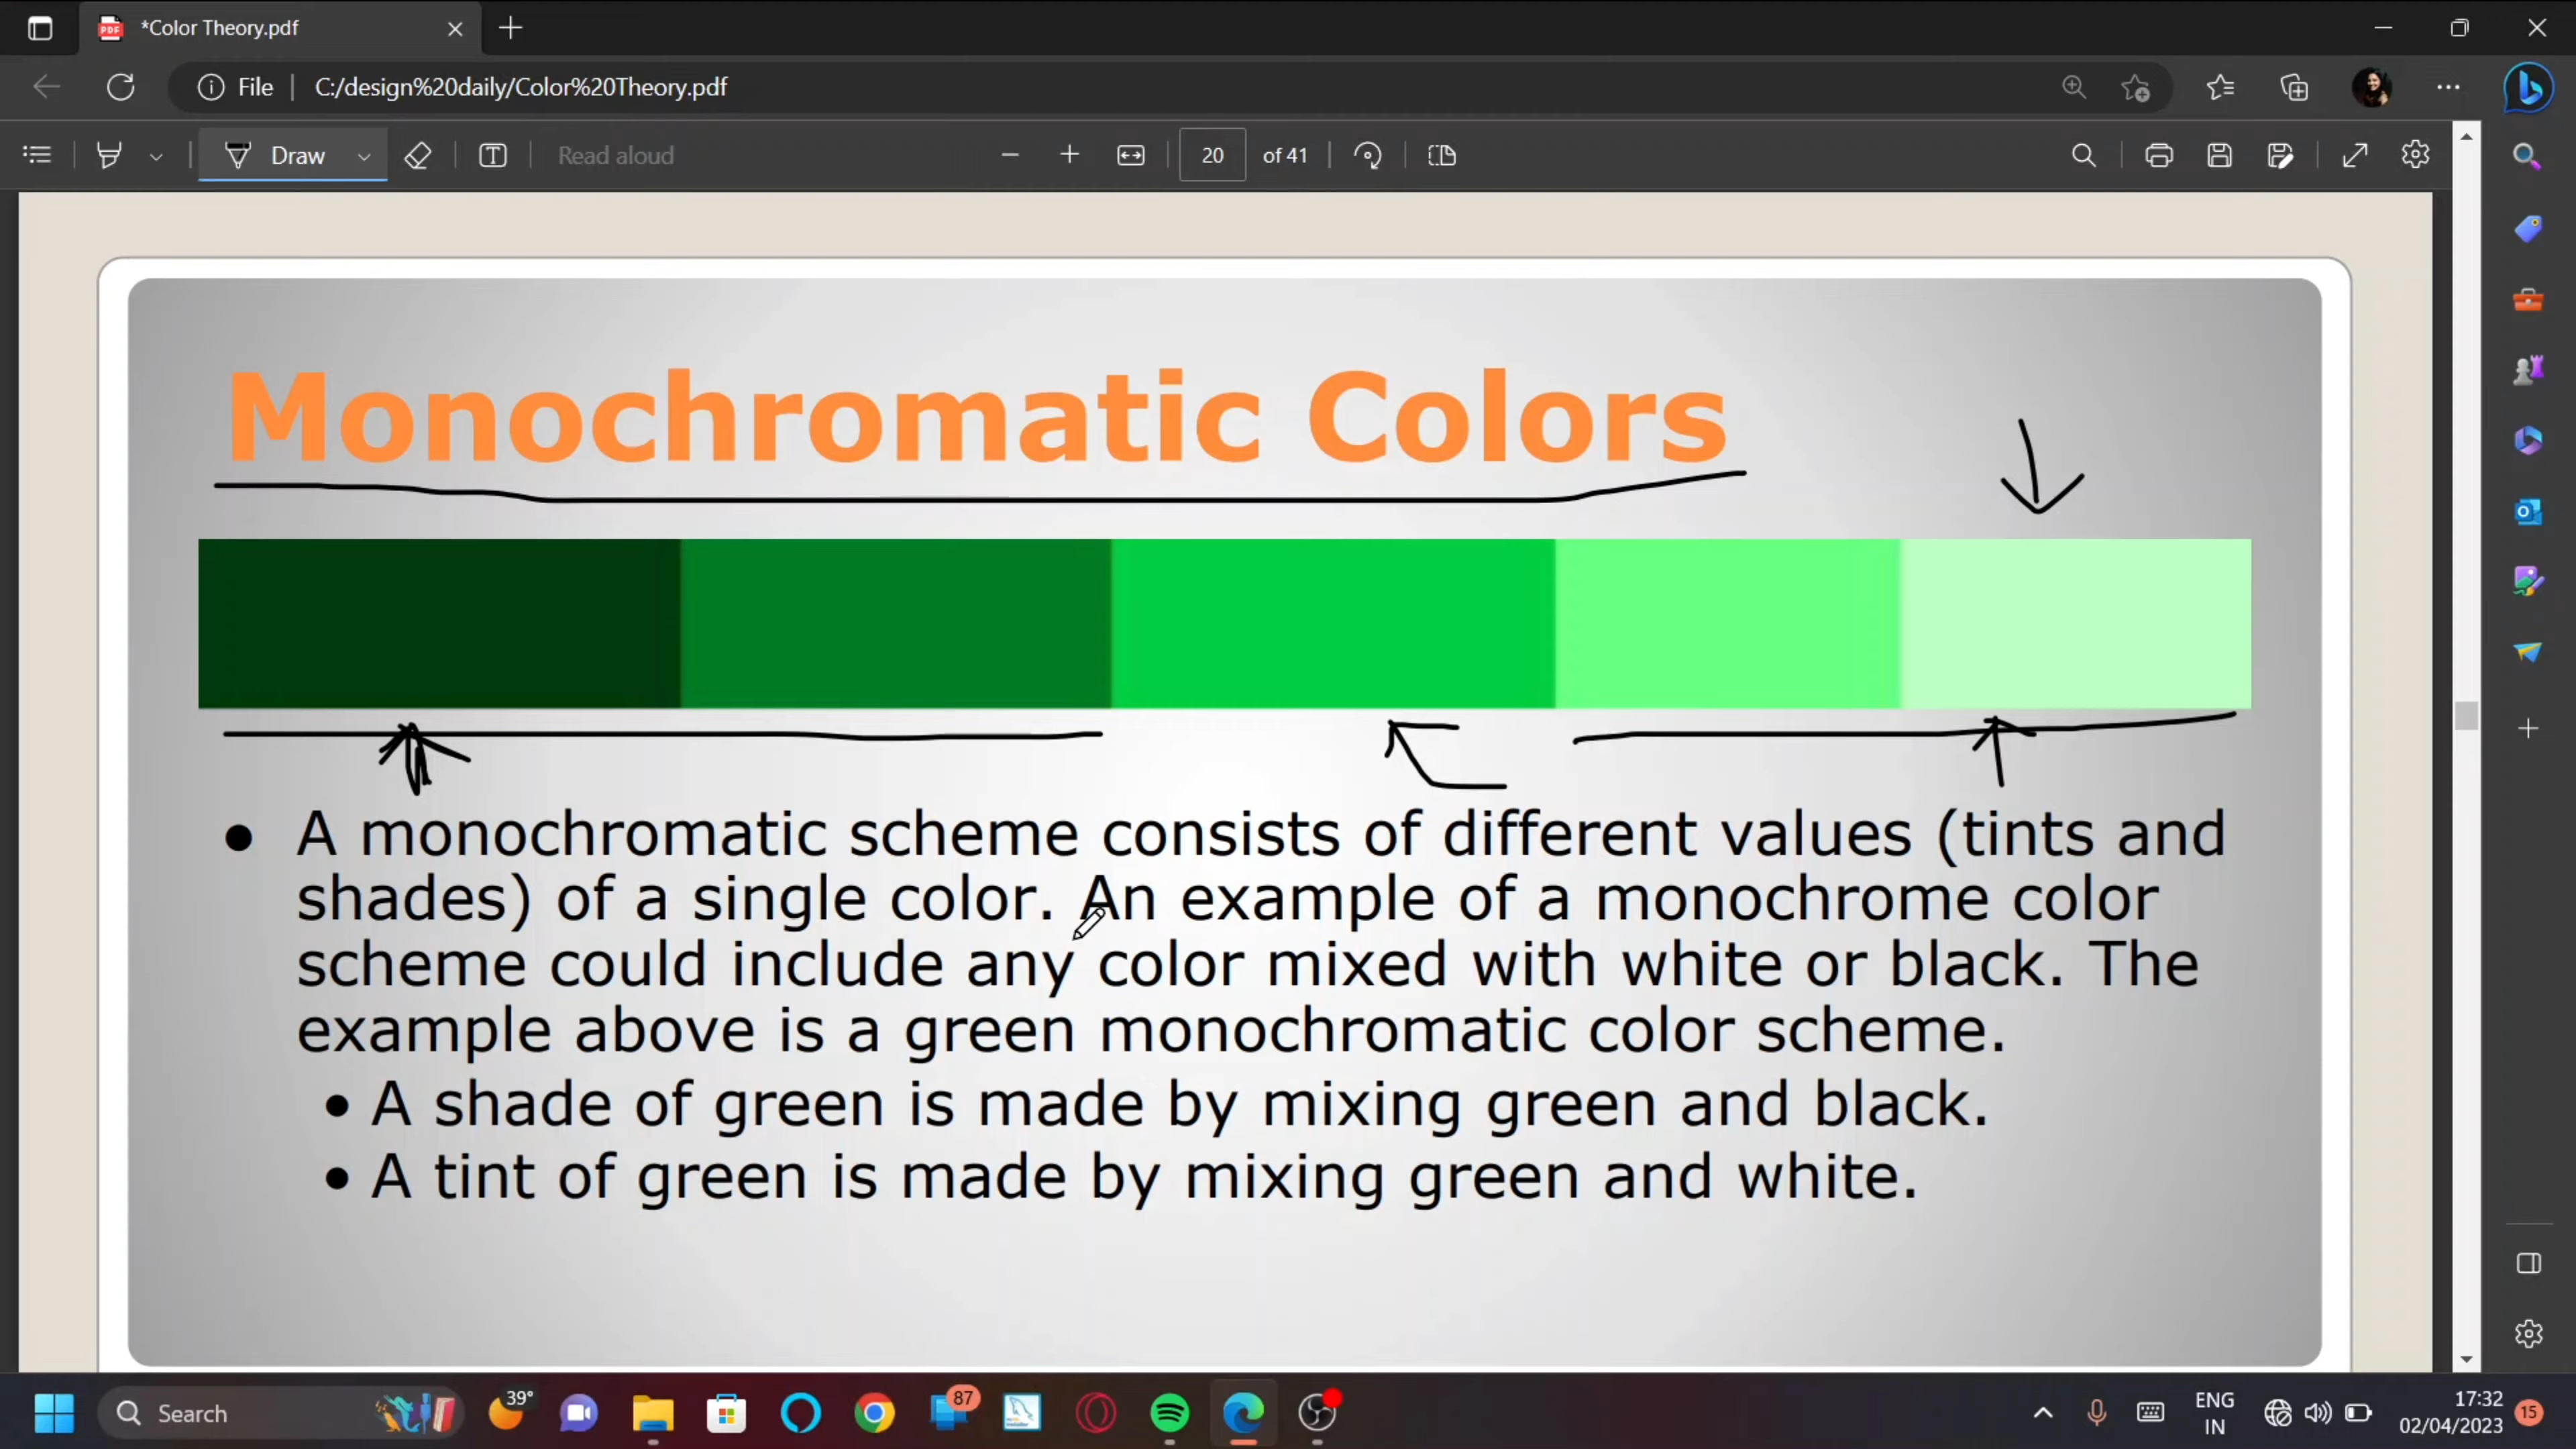 *Color Theory.pdf
File
C:/design%20daily/Color%20Theory.pdf
Draw
Read aloud
20 of 41
Monochromatic Colors
A monochromatic scheme consists of different values (tints and
shades) of a single color. An example of a monochrome color
scheme could include any color mixed with white or black. The
example above is a green monochromatic color scheme.
A shade of green is made by mixing green and black.
A tint of green is made by mixing green and white.
Search
39°
87
ENG
IN
17:32
02/04/2023
15